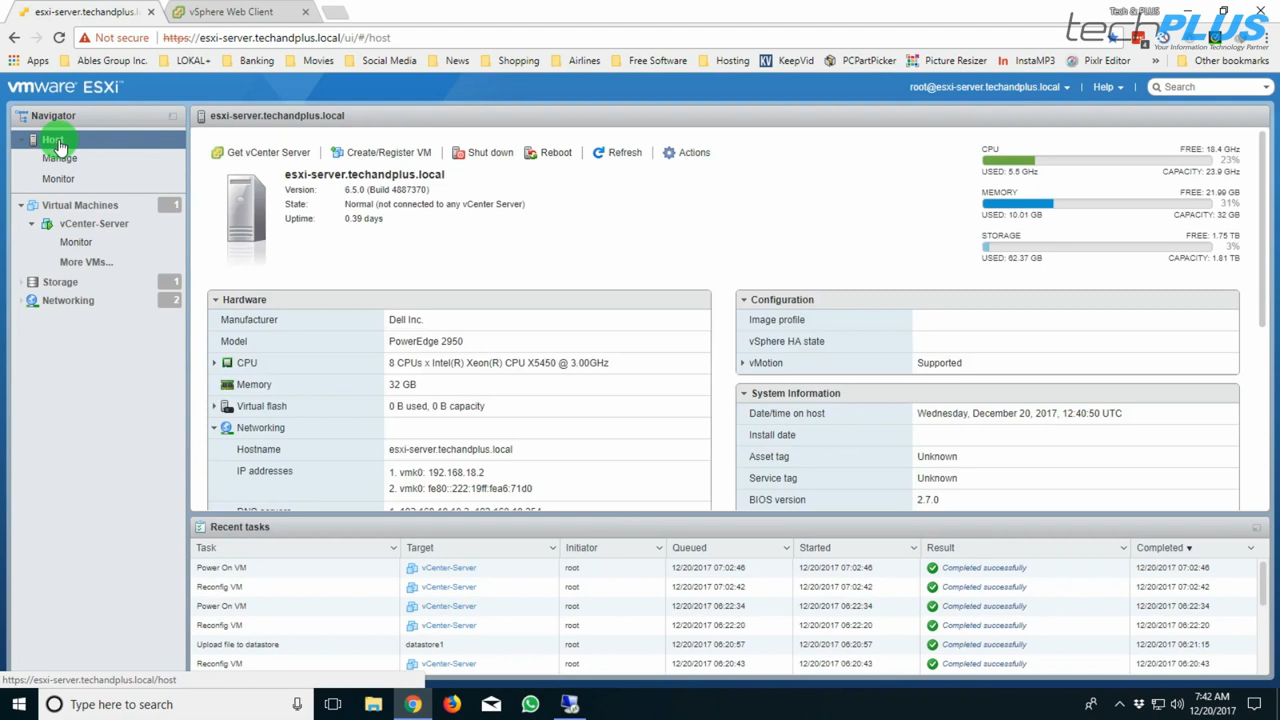 esxi-server.techandplus.local
vSphere Web Client
Tech & PLUS
techPLUS
Your Information Technology Partner
Not secure https://esxi-server.techandplus.local/ui/#/host
Apps Ables Group Inc. LOKAL+ Banking Movies Social Media News Shopping Airlines Free Software Hosting KV KeepVid PCPartPicker Picture Resizer InstaMP3 Pixlr Editor » Other bookmarks
vmware ESXi™
root@esxi-server.techandplus.local Help Search
Navigator
Host
Manage
Monitor
Virtual Machines 1
vCenter-Server
Monitor
More VMs...
Storage 1
Networking 2
esxi-server.techandplus.local
Get vCenter Server Create/Register VM Shut down Reboot Refresh Actions
esxi-server.techandplus.local
Version: 6.5.0 (Build 4887370)
State: Normal (not connected to any vCenter Server)
Uptime: 0.39 days
CPU FREE: 18.4 GHz
23%
USED: 5.5 GHz CAPACITY: 23.9 GHz
MEMORY FREE: 21.99 GB
31%
USED: 10.01 GB CAPACITY: 32 GB
STORAGE FREE: 1.75 TB
3%
USED: 62.37 GB CAPACITY: 1.81 TB
Hardware
Manufacturer Dell Inc.
Model PowerEdge 2950
CPU 8 CPUs x Intel(R) Xeon(R) CPU X5450 @ 3.00GHz
Memory 32 GB
Virtual flash 0 B used, 0 B capacity
Networking
Hostname esxi-server.techandplus.local
IP addresses 1. vmk0: 192.168.18.2
2. vmk0: fe80::222:19ff:fea6:71d0
Configuration
Image profile
vSphere HA state
vMotion Supported
System Information
Date/time on host Wednesday, December 20, 2017, 12:40:50 UTC
Install date
Asset tag Unknown
Service tag Unknown
BIOS version 2.7.0
Recent tasks
Task Target Initiator Queued Started Result Completed ▼
Power On VM vCenter-Server root 12/20/2017 07:02:46 12/20/2017 07:02:46 Completed successfully 12/20/2017 07:02:46
Reconfig VM vCenter-Server root 12/20/2017 07:02:42 12/20/2017 07:02:42 Completed successfully 12/20/2017 07:02:42
Power On VM vCenter-Server root 12/20/2017 06:22:34 12/20/2017 06:22:34 Completed successfully 12/20/2017 06:22:34
Reconfig VM vCenter-Server root 12/20/2017 06:22:20 12/20/2017 06:22:20 Completed successfully 12/20/2017 06:22:20
Upload file to datastore datastore1 root 12/20/2017 06:20:57 12/20/2017 06:20:57 Completed successfully 12/20/2017 06:21:15
Reconfig VM vCenter-Server root 12/20/2017 06:20:43 12/20/2017 06:20:43 Completed successfully 12/20/2017 06:20:43
https://esxi-server.techandplus.local/host
Type here to search
7:42 AM
12/20/2017